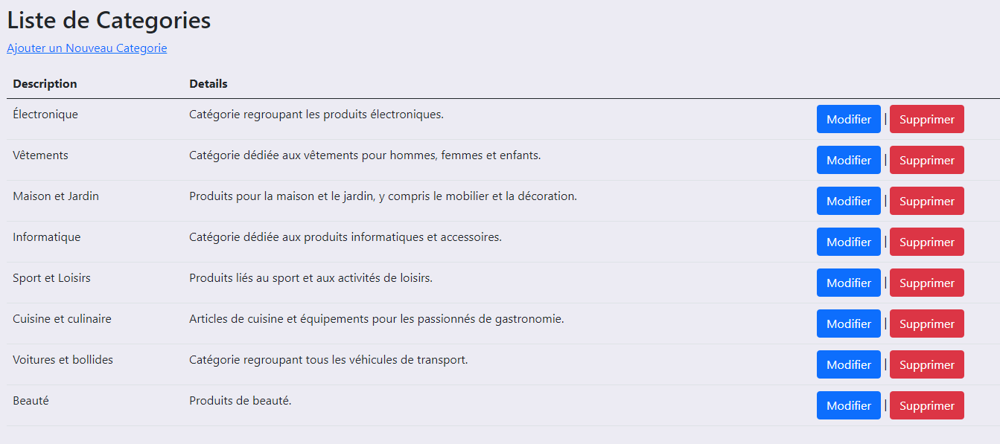 Liste de Categories
Ajouter un Nouveau Categorie
Description Details
Électronique Catégorie regroupant les produits électroniques. Modifier | Supprimer
Vêtements Catégorie dédiée aux vêtements pour hommes, femmes et enfants. Modifier | Supprimer
Maison et Jardin Produits pour la maison et le jardin, y compris le mobilier et la décoration. Modifier | Supprimer
Informatique Catégorie dédiée aux produits informatiques et accessoires. Modifier | Supprimer
Sport et Loisirs Produits liés au sport et aux activités de loisirs. Modifier | Supprimer
Cuisine et culinaire Articles de cuisine et équipements pour les passionnés de gastronomie. Modifier | Supprimer
Voitures et bollides Catégorie regroupant tous les véhicules de transport. Modifier | Supprimer
Beauté Produits de beauté. Modifier | Supprimer